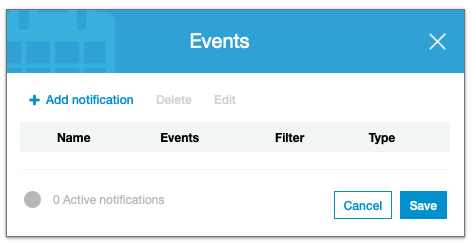 Events
+ Add notification Delete Edit
Name Events Filter Type
0 Active notifications
Cancel Save